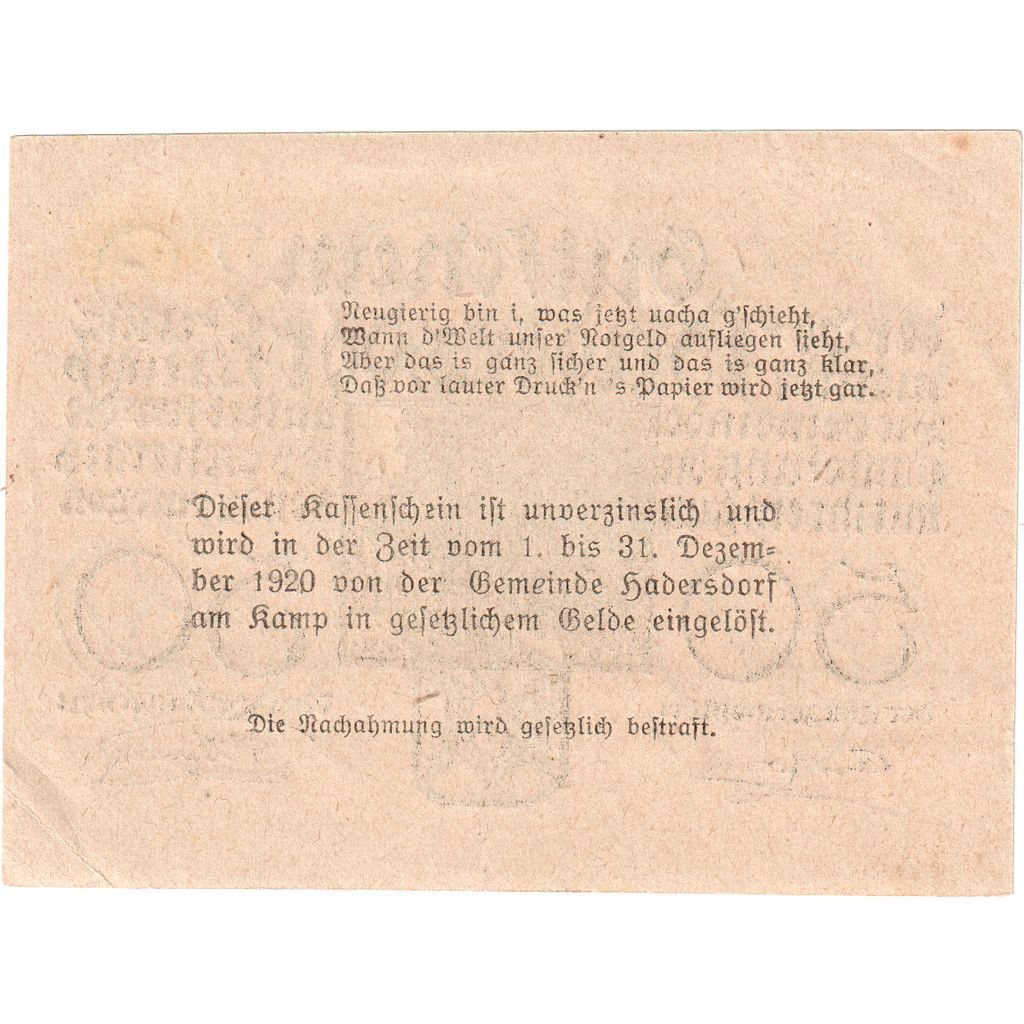 Neugierig bin i, was jetzt uacha g'schieht,
Wann d'Welt unser' Notgeld aufliegen sieht,
Aber das is ganz sicher und das is ganz klar,
Daß vor lauter Druck'n 's Papier wird jetzt gar.
Dieser Kassenschein ist unverzinslich und
wird in der Zeit vom 1. bis 31. Dezem-
ber 1920 von der Gemeinde Hadersdorf
am Kamp in gesetzlichem Gelde eingelöst.
Die Nachahmung wird gesetzlich bestraft.